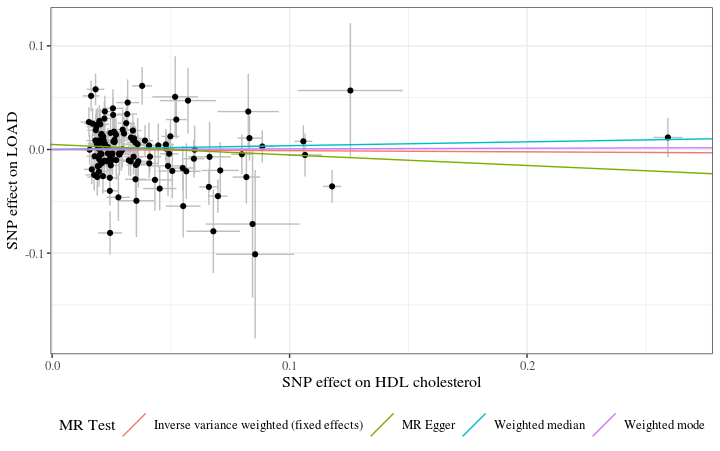 0.1
0.0
-0.1
SNP effect on LOAD
0.0 0.1 0.2
SNP effect on HDL cholesterol
MR Test Inverse variance weighted (fixed effects) MR Egger Weighted median Weighted mode